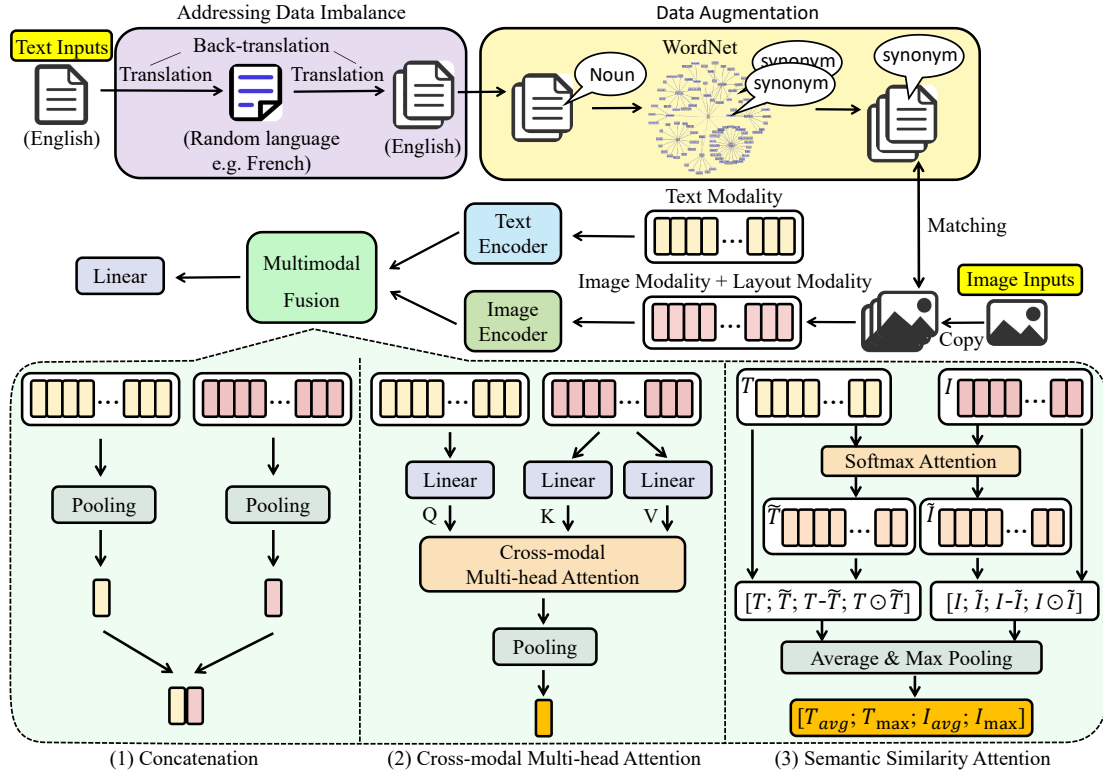 Addressing Data Imbalance
Data Augmentation
Text Inputs
Back-translation
Translation
Translation
(English)
(Random language
e.g. French)
(English)
Noun
WordNet
synonym
synonym
synonym
Matching
Text Modality
Text
Encoder
Image Modality + Layout Modality
Image
Encoder
Multimodal
Fusion
Linear
Image Inputs
Copy
Pooling
Pooling
(1) Concatenation
Linear
Linear
Linear
Q
K
V
Cross-modal
Multi-head Attention
Pooling
(2) Cross-modal Multi-head Attention
T
I
Softmax Attention
T̃
Ĩ
[T; T̃; T-T̃; T⊙T̃]
[I; Ĩ; I-Ĩ; I⊙Ĩ]
Average & Max Pooling
[T_avg; T_max; I_avg; I_max]
(3) Semantic Similarity Attention